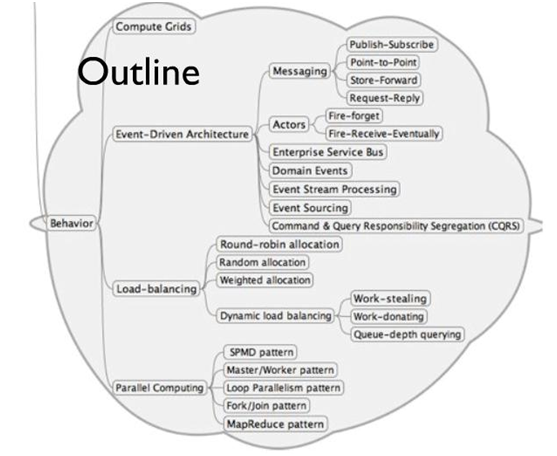 Compute Grids
Outline
Publish-Subscribe
Point-to-Point
Messaging
Store-Forward
Request-Reply
Fire-forget
Actors
Event-Driven Architecture
Fire-Receive-Eventually
Enterprise Service Bus
Domain Events
Event Stream Processing
Event Sourcing
Behavior
Command & Query Responsibility Segregation (CQRS)
Round-robin allocation
Random allocation
Weighted allocation
Load-balancing
Work-stealing
Dynamic load balancing
Work-donating
Queue-depth querying
SPMD pattern
Master/Worker pattern
Parallel Computing
Loop Parallelism pattern
Fork/Join pattern
MapReduce pattern